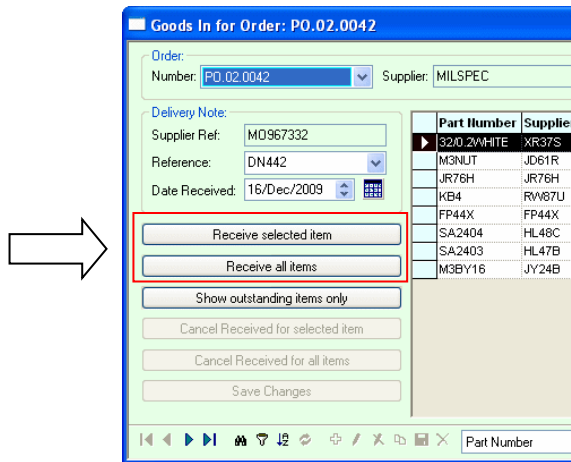 Goods In for Order: PO.02.0042
Order:
Number: PO.02.0042 Supplier: MILSPEC
Delivery Note:
Supplier Ref: MO967332
Reference: DN442
Date Received: 16/Dec/2009
Receive selected item
Receive all items
Show outstanding items only
Cancel Received for selected item
Cancel Received for all items
Save Changes
Part Number Supplie
32/0.2WHITE XR37S
M3NUT JD61R
JR76H JR76H
KB4 RW87U
FP44X FP44X
SA2404 HL48C
SA2403 HL47B
M3BY16 JY24B
Part Number